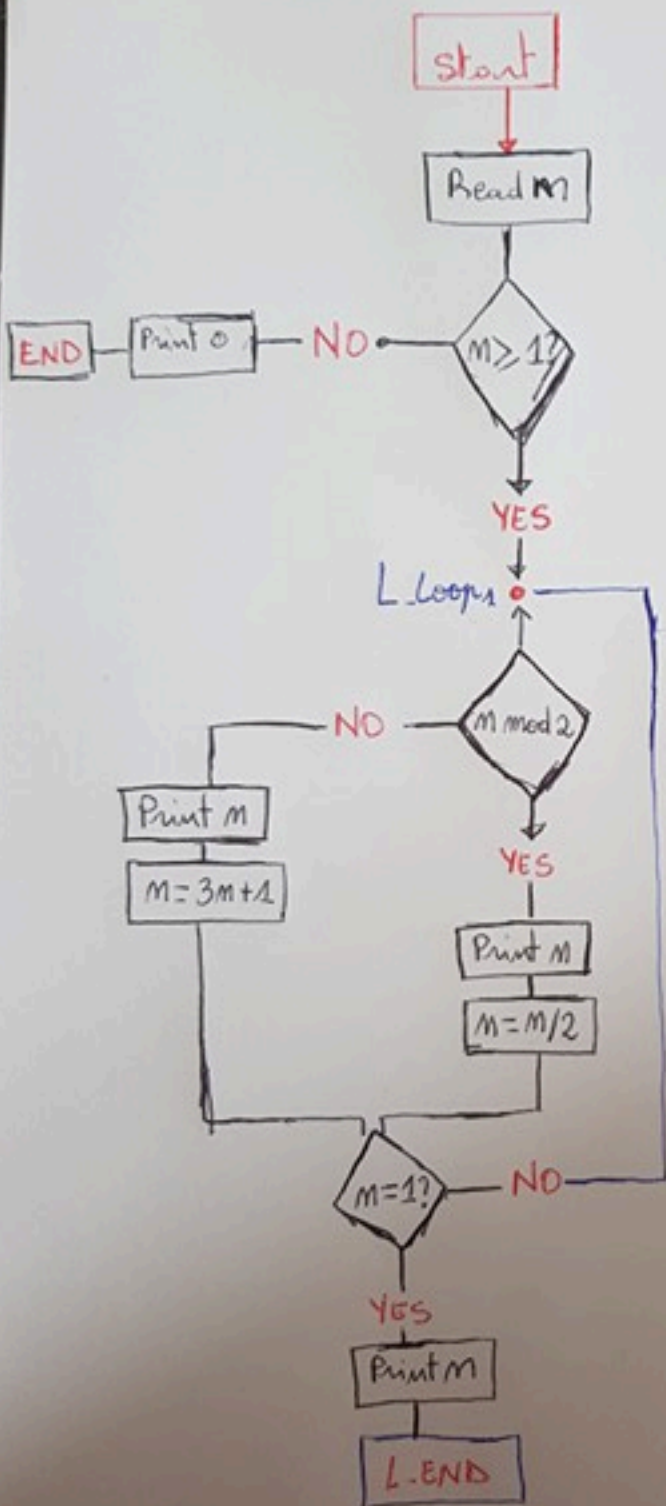 Start
Read n
n ≥ 1?
NO
Print 0
END
YES
L_Loop1
n mod 2
NO
Print n
n = 3n+1
YES
Print n
n = n/2
n = 1?
NO
YES
Print n
L_END